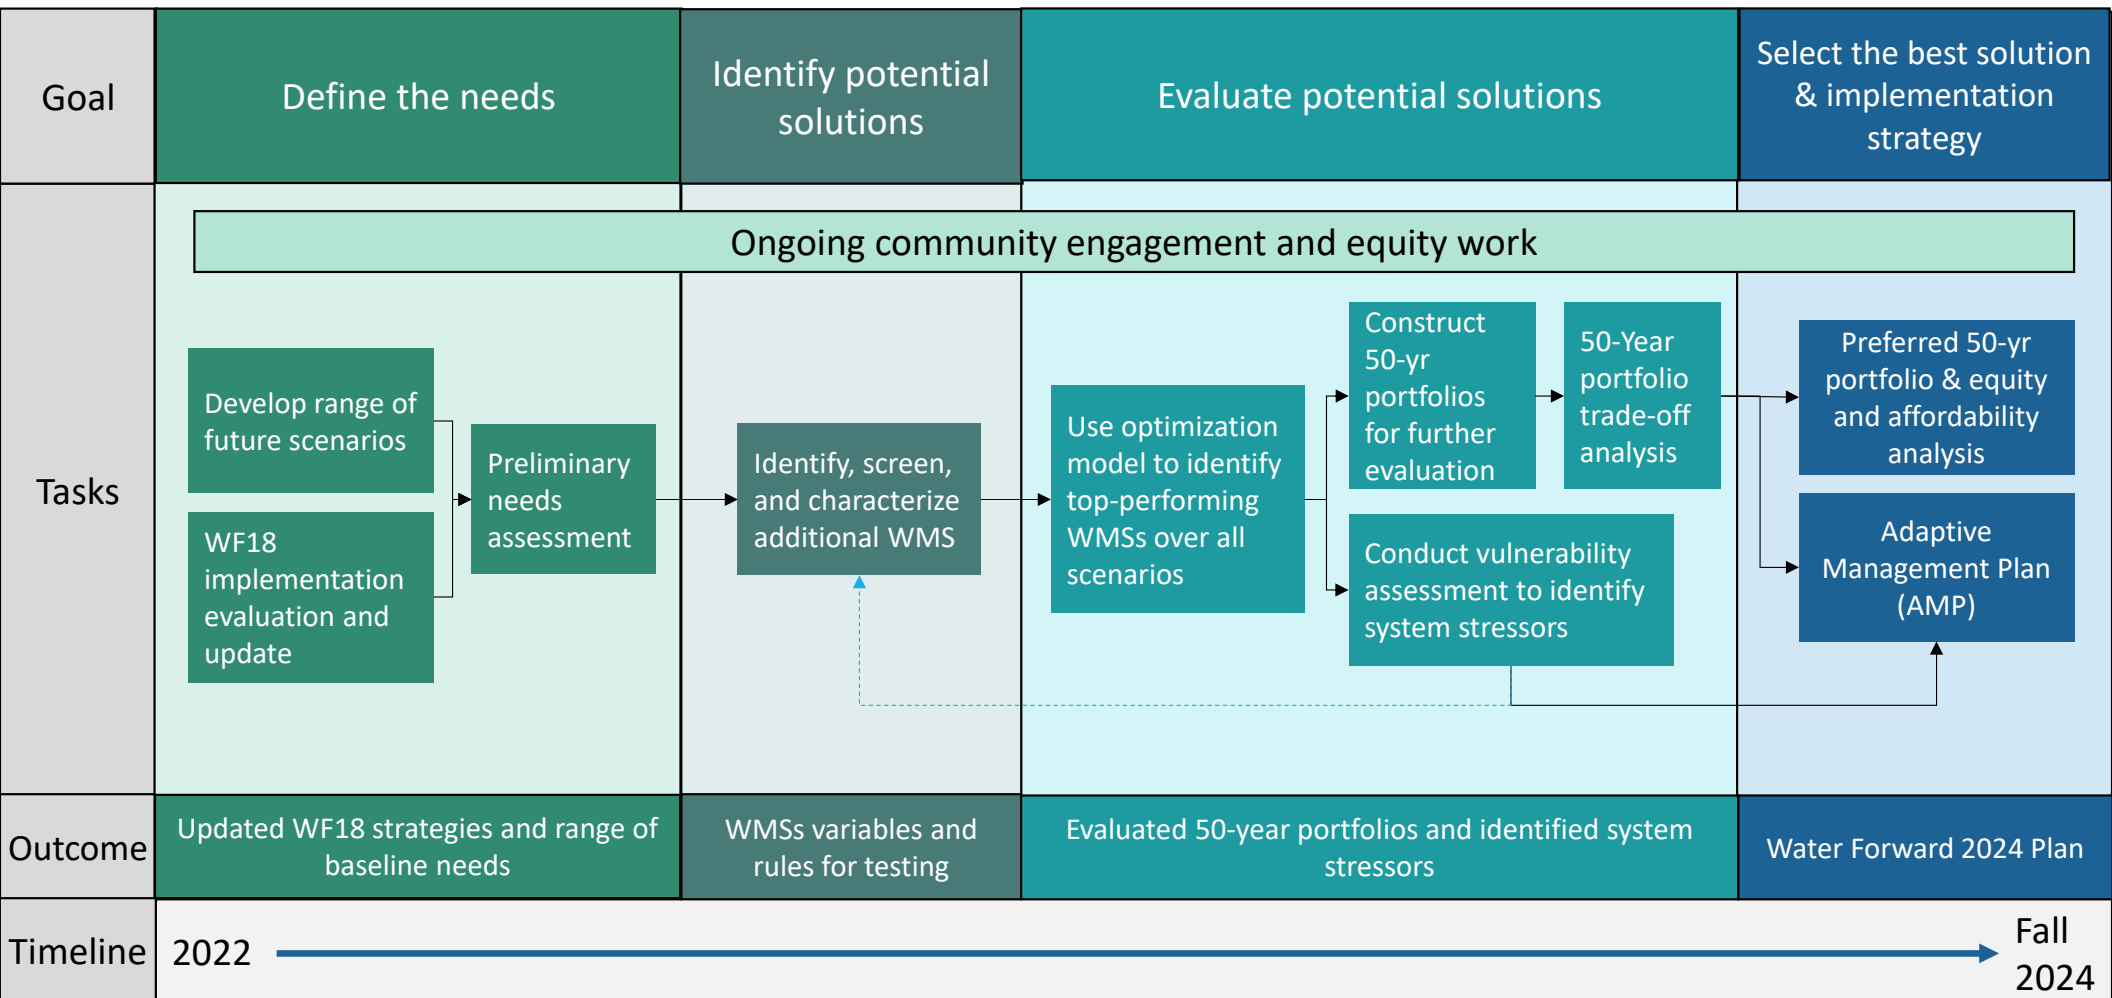 Goal
Define the needs
Identify potential
solutions
Evaluate potential solutions
Select the best solution
& implementation
strategy
Tasks
Ongoing community engagement and equity work
Develop range of
future scenarios
WF18
implementation
evaluation and
update
Preliminary
needs
assessment
Identify, screen,
and characterize
additional WMS
Use optimization
model to identify
top-performing
WMSs over all
scenarios
Construct
50-yr
portfolios
for further
evaluation
50-Year
portfolio
trade-off
analysis
Conduct vulnerability
assessment to identify
system stressors
Preferred 50-yr
portfolio & equity
and affordability
analysis
Adaptive
Management Plan
(AMP)
Outcome
Updated WF18 strategies and range of
baseline needs
WMSs variables and
rules for testing
Evaluated 50-year portfolios and identified system
stressors
Water Forward 2024 Plan
Timeline
2022
Fall
2024